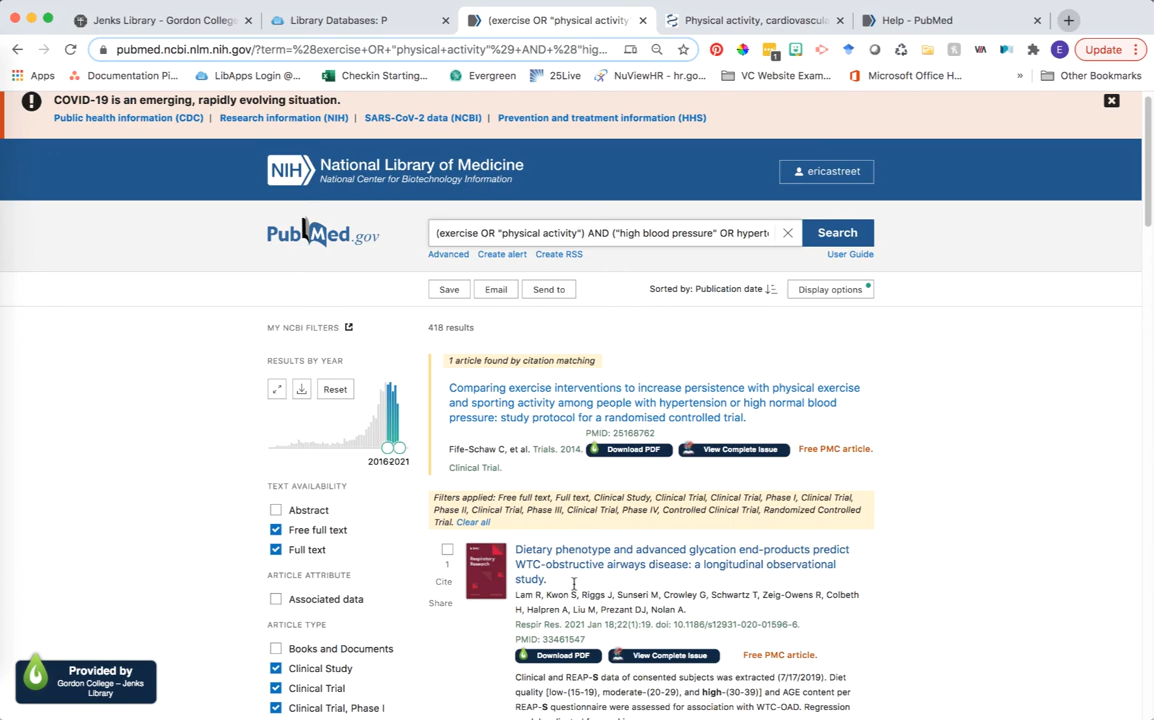 Jenks Library - Gordon College
Library Databases: P
(exercise OR "physical activity
Physical activity, cardiovascula
Help - PubMed
pubmed.ncbi.nlm.nih.gov/?term=%28exercise+OR+"physical+activity"%29+AND+%28"hig...
Update
Apps
Documentation Pi...
LibApps Login @...
Checkin Starting...
Evergreen
25Live
NuViewHR - hr.go...
VC Website Exam...
Microsoft Office H...
Other Bookmarks
COVID-19 is an emerging, rapidly evolving situation.
Public health information (CDC) | Research information (NIH) | SARS-CoV-2 data (NCBI) | Prevention and treatment information (HHS)
NIH National Library of Medicine
National Center for Biotechnology Information
ericastreet
PubMed.gov
(exercise OR "physical activity") AND ("high blood pressure" OR hyperte
Search
Advanced Create alert Create RSS
User Guide
Save Email Send to
Sorted by: Publication date
Display options
MY NCBI FILTERS
418 results
RESULTS BY YEAR
Reset
2016-2021
1 article found by citation matching
Comparing exercise interventions to increase persistence with physical exercise
and sporting activity among people with hypertension or high normal blood
pressure: study protocol for a randomised controlled trial.
PMID: 25168762
Fife-Schaw C, et al. Trials. 2014. Download PDF View Complete Issue Free PMC article.
Clinical Trial.
TEXT AVAILABILITY
Abstract
Free full text
Full text
Filters applied: Free full text, Full text, Clinical Study, Clinical Trial, Clinical Trial, Phase I, Clinical Trial,
Phase II, Clinical Trial, Phase III, Clinical Trial, Phase IV, Controlled Clinical Trial, Randomized Controlled
Trial. Clear all
1
Cite
Share
Respiratory
Research
Dietary phenotype and advanced glycation end-products predict
WTC-obstructive airways disease: a longitudinal observational
study.
Lam R, Kwon S, Riggs J, Sunseri M, Crowley G, Schwartz T, Zeig-Owens R, Colbeth
H, Halpren A, Liu M, Prezant DJ, Nolan A.
Respir Res. 2021 Jan 18;22(1):19. doi: 10.1186/s12931-020-01596-6.
PMID: 33461547
Download PDF View Complete Issue Free PMC article.
Clinical and REAP-S data of consented subjects was extracted (7/17/2019). Diet
quality [low-(15-19), moderate-(20-29), and high-(30-39)] and AGE content per
REAP-S questionnaire were assessed for association with WTC-OAD. Regression
ARTICLE ATTRIBUTE
Associated data
ARTICLE TYPE
Books and Documents
Clinical Study
Clinical Trial
Clinical Trial, Phase I
Provided by
Gordon College – Jenks
Library